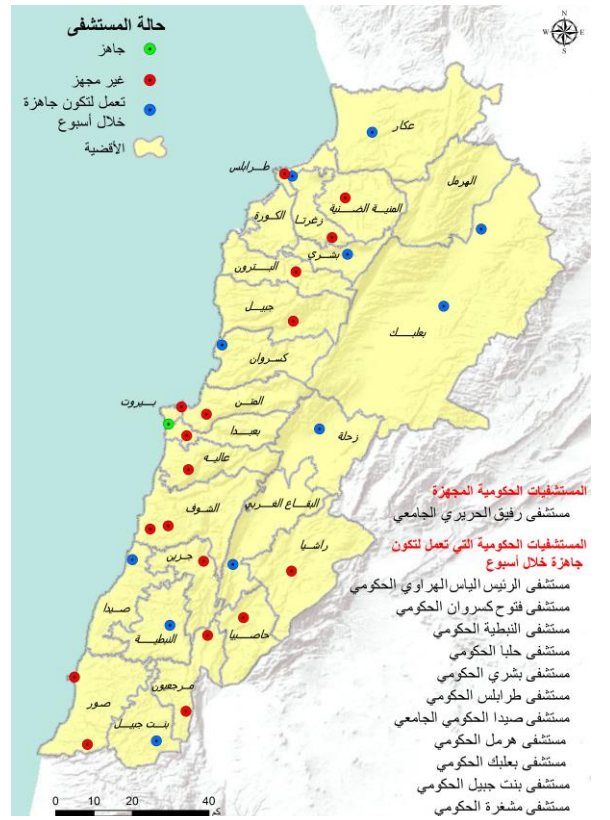 حالة المستشفى
جاهز
غير مجهز
تعمل لتكون جاهزة
خلال أسبوع
الأقضية
N
W
E
S
عكار
طرابلس
الهرمل
المنية الضنية
زغرتا
الكورة
بشري
البترون
جبيل
بعلبك
كسروان
المتن
بيروت
بعبدا
زحلة
عاليه
الشوف
البقاع الغربي
راشيا
جزين
صيدا
النبطية
حاصبيا
مرجعيون
صور
بنت جبيل
المستشفيات الحكومية المجهزة
مستشفى رفيق الحريري الجامعي
المستشفيات الحكومية التي تعمل لتكون
جاهزة خلال أسبوع
مستشفى الرئيس الياس الهراوي الحكومي
مستشفى فتوح كسروان الحكومي
مستشفى النبطية الحكومي
مستشفى حلبا الحكومي
مستشفى بشري الحكومي
مستشفى طرابلس الحكومي
مستشفى صيدا الحكومي الجامعي
مستشفى هرمل الحكومي
مستشفى بعلبك الحكومي
مستشفى بنت جبيل الحكومي
مستشفى مشغرة الحكومي
0 10 20 40
كم